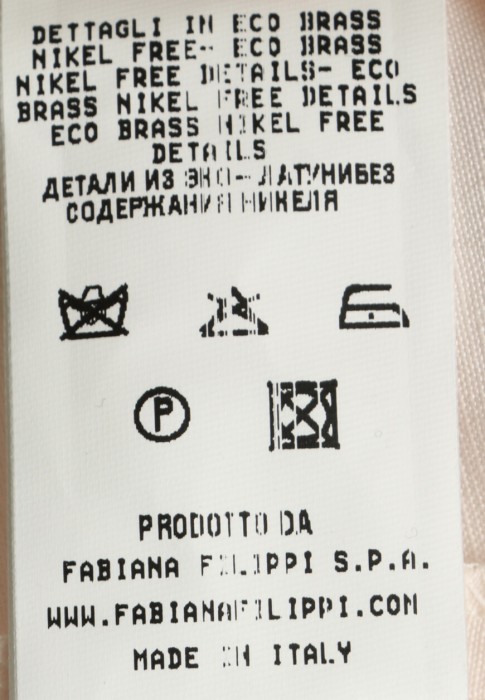 DETTAGLI IN ECO BRASS
NIKEL FREE- ECO BRASS
NIKEL FREE DETAILS- ECO
BRASS NIKEL FREE DETAILS
ECO BRASS NIKEL FREE
DETAILS
ДЕТАЛИ ИЗ ЭКО-ЛАТУНИБЕЗ
СОДЕРЖАНИЯ НИКЕЛЯ
P
PRODOTTO DA
FABIANA FILIPPI S.P.A.
WWW.FABIANAFILIPPI.COM
MADE IN ITALY